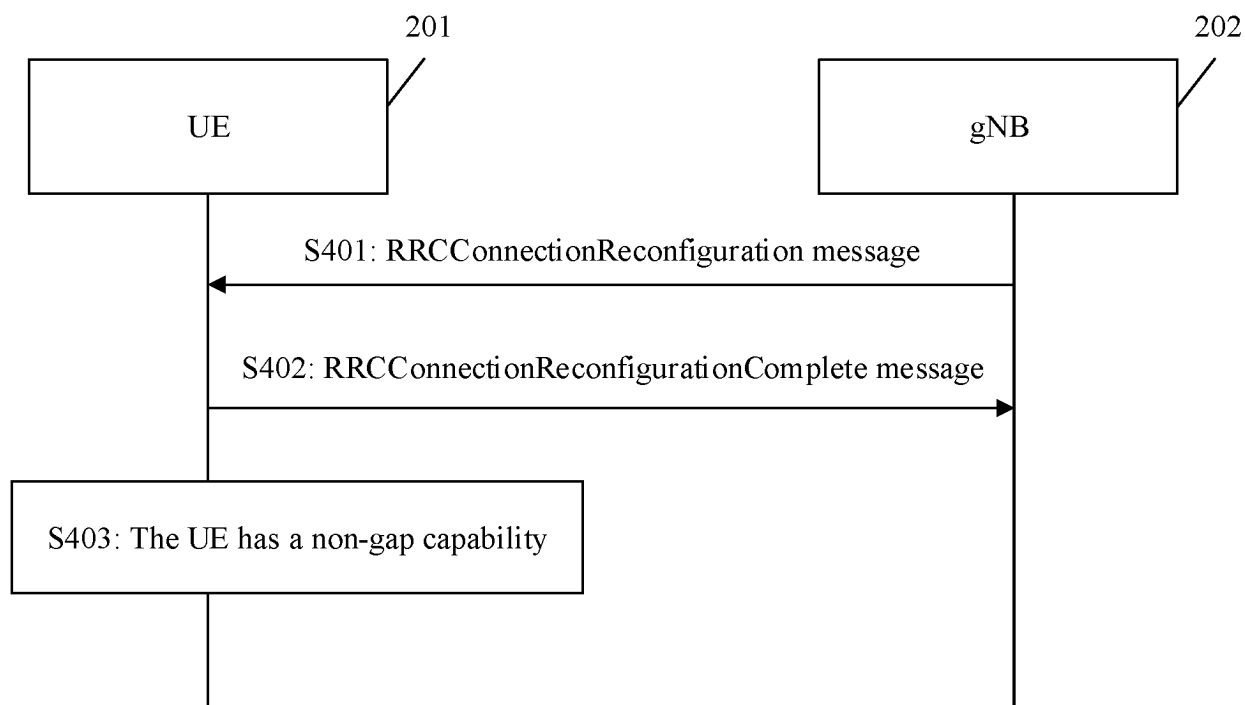 201
202
UE
gNB
S401: RRCConnectionReconfiguration message
S402: RRCConnectionReconfigurationComplete message
S403: The UE has a non-gap capability